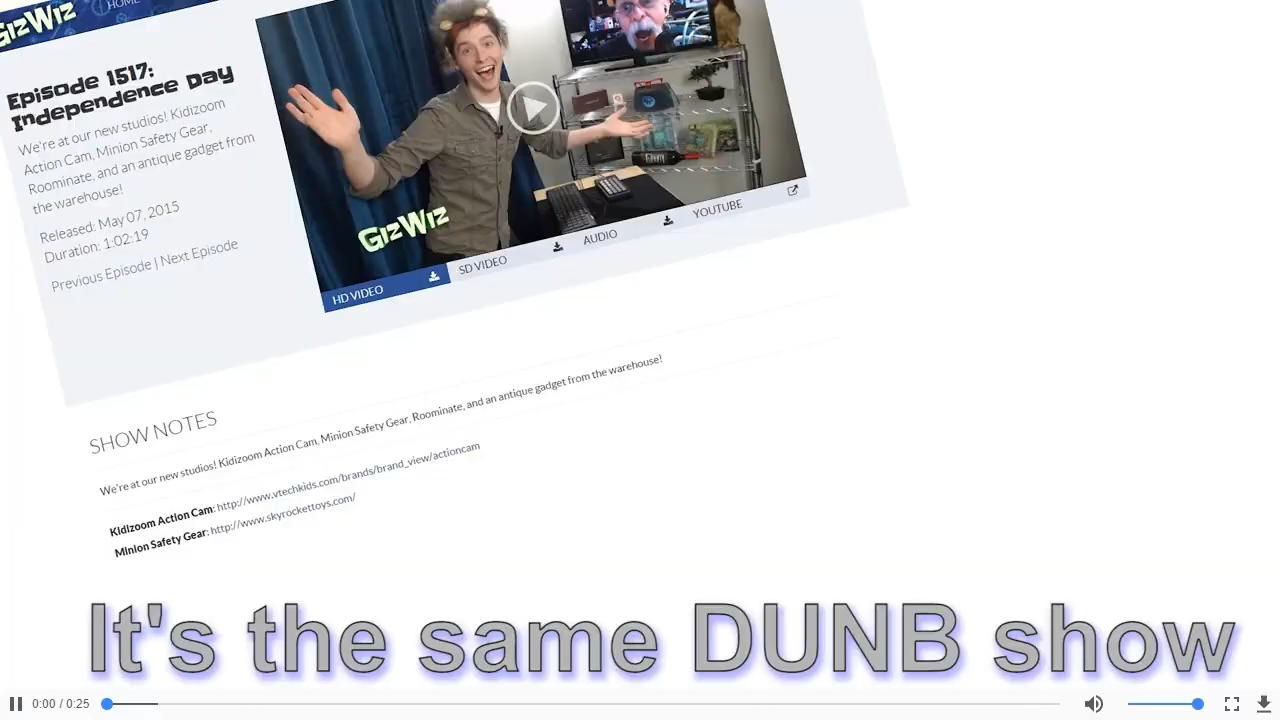 GizWiz
HOME
Episode 1517:
Independence Day
We're at our new studios! Kidizoom
Action Cam, Minion Safety Gear,
Roominate, and an antique gadget from
the warehouse!
Released: May 07, 2015
Duration: 1:02:19
Previous Episode | Next Episode
GizWiz
HD VIDEO
SD VIDEO
AUDIO
YOUTUBE
SHOW NOTES
We're at our new studios! Kidizoom Action Cam, Minion Safety Gear, Roominate, and an antique gadget from the warehouse!
Kidizoom Action Cam: http://www.vtechkids.com/brands/brand_view/actioncam
Minion Safety Gear: http://www.skyrockettoys.com/
It's the same DUNB show
0:00 / 0:25